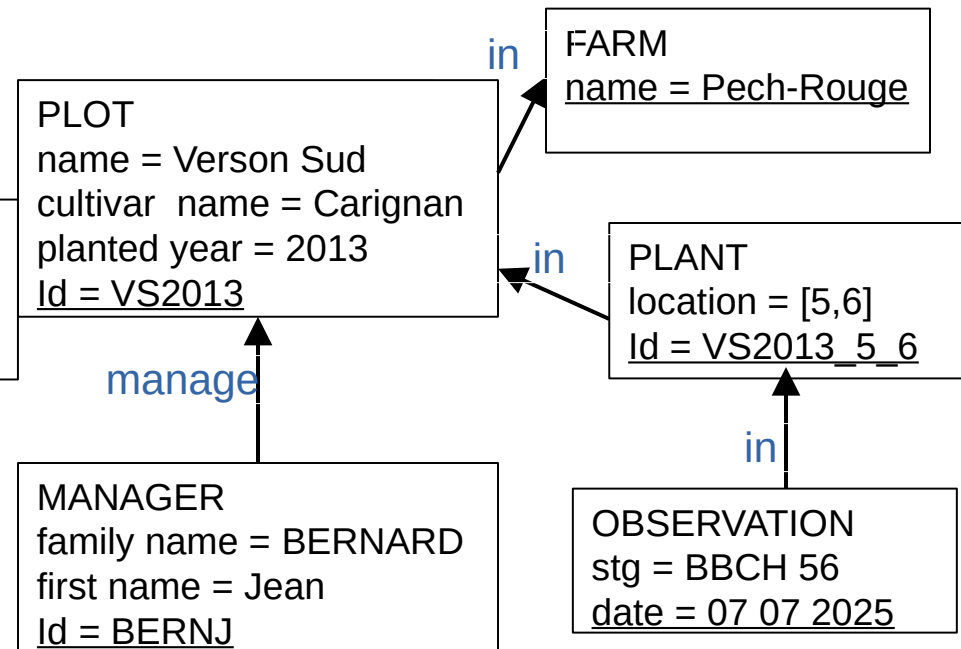 in
FARM
name = Pech-Rouge
PLOT
name = Verson Sud
cultivar  name = Carignan
planted year = 2013
Id = VS2013
in
PLANT
location = [5,6]
Id = VS2013_5_6
manage
in
MANAGER
family name = BERNARD
first name = Jean
Id = BERNJ
OBSERVATION
stg = BBCH 56
date = 07 07 2025